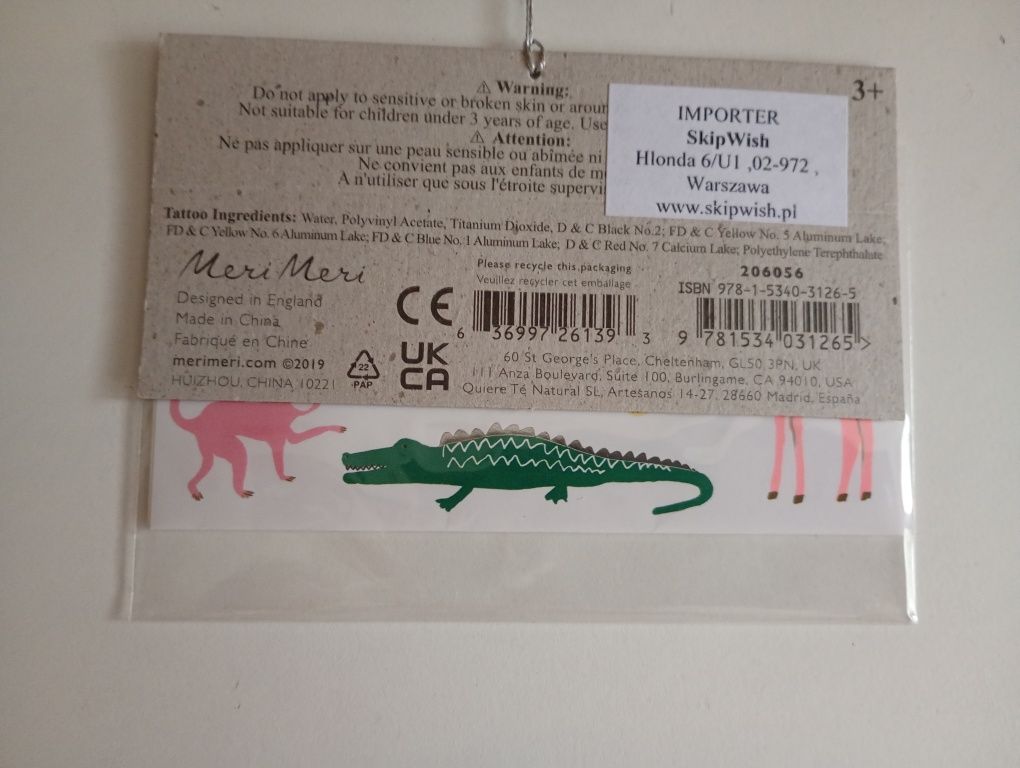 ⚠ Warning:
Do not apply to sensitive or broken skin or aroun
Not suitable for children under 3 years of age. Use
⚠ Attention:
Ne pas appliquer sur une peau sensible ou abîmée ni
Ne convient pas aux enfants de m
A n'utiliser que sous l'étroite supervi
3+
IMPORTER
SkipWish
Hlonda 6/U1 ,02-972 ,
Warszawa
www.skipwish.pl
Tattoo Ingredients: Water, Polyvinyl Acetate, Titanium Dioxide, D & C Black No.2; FD & C Yellow No. 5 Aluminum Lake;
FD & C Yellow No. 6 Aluminum Lake; FD & C Blue No. 1 Aluminum Lake; D & C Red No. 7 Calcium Lake; Polyethylene Terephthalate
Meri Meri
Designed in England
Made in China
Fabriqué en Chine
merimeri.com ©2019
HUIZHOU, CHINA 10221
CE
UK
CA
22
PAP
Please recycle this packaging
Veuillez recycler cet emballage
6 36997 26139 3
206056
ISBN 978-1-5340-3126-5
9 781534 031265 >
60 St George's Place, Cheltenham, GL50 3PN, UK
111 Anza Boulevard, Suite 100, Burlingame, CA 94010, USA
Quiere Té Natural SL, Artesanos 14-27, 28660 Madrid, España